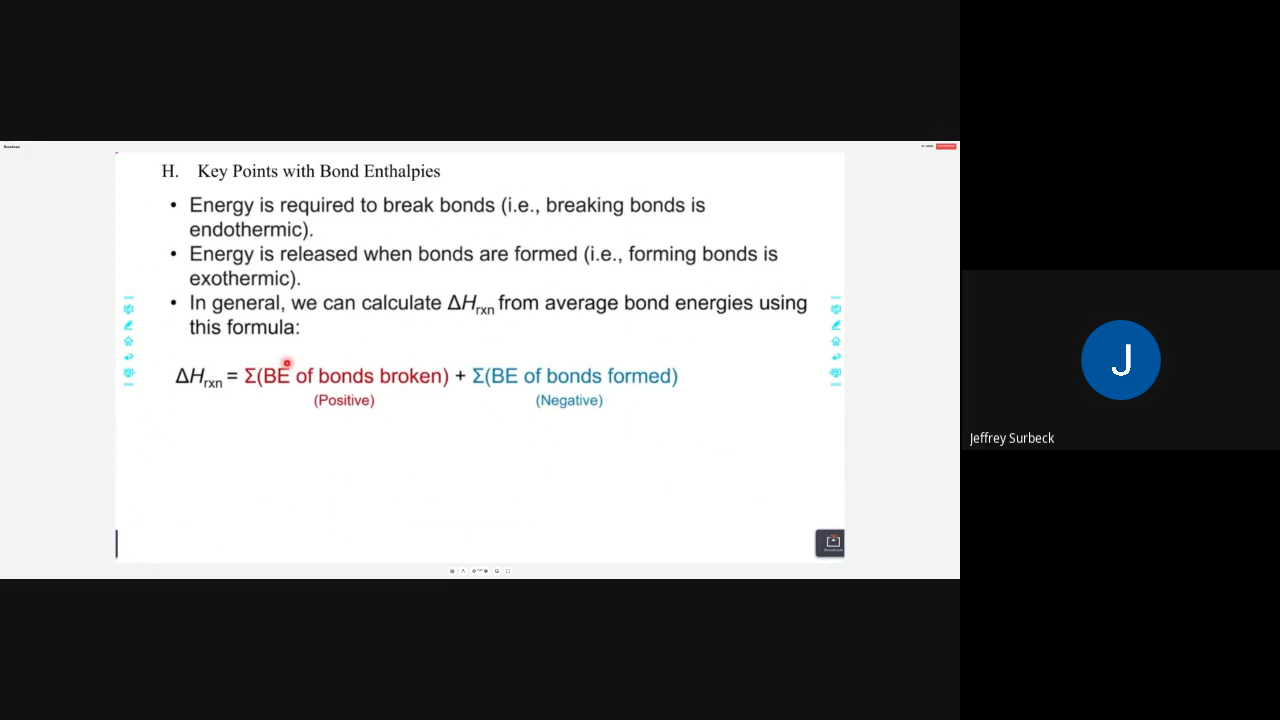 H. Key Points with Bond Enthalpies
• Energy is required to break bonds (i.e., breaking bonds is
endothermic).
• Energy is released when bonds are formed (i.e., forming bonds is
exothermic).
• In general, we can calculate ΔHrxn from average bond energies using
this formula:
ΔHrxn = Σ(BE of bonds broken) + Σ(BE of bonds formed)
(Positive) (Negative)
J
Jeffrey Surbeck